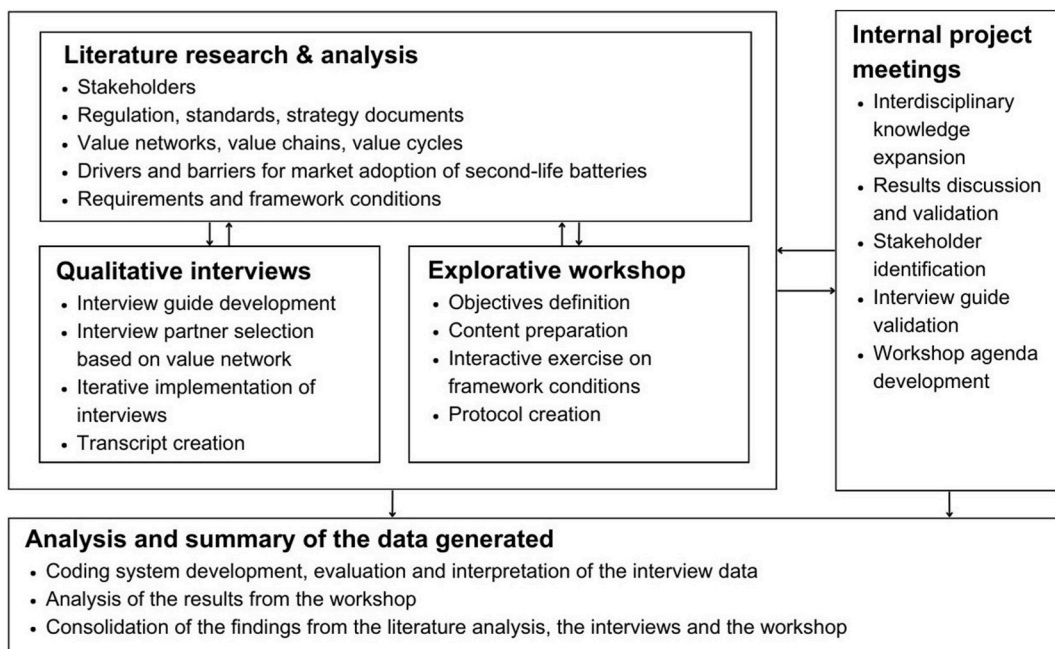 Literature research & analysis
• Stakeholders
• Regulation, standards, strategy documents
• Value networks, value chains, value cycles
• Drivers and barriers for market adoption of second-life batteries
• Requirements and framework conditions
Qualitative interviews
• Interview guide development
• Interview partner selection
based on value network
• Iterative implementation of
interviews
• Transcript creation
Explorative workshop
• Objectives definition
• Content preparation
• Interactive exercise on
framework conditions
• Protocol creation
Internal project
meetings
• Interdisciplinary
knowledge
expansion
• Results discussion
and validation
• Stakeholder
identification
• Interview guide
validation
• Workshop agenda
development
Analysis and summary of the data generated
• Coding system development, evaluation and interpretation of the interview data
• Analysis of the results from the workshop
• Consolidation of the findings from the literature analysis, the interviews and the workshop